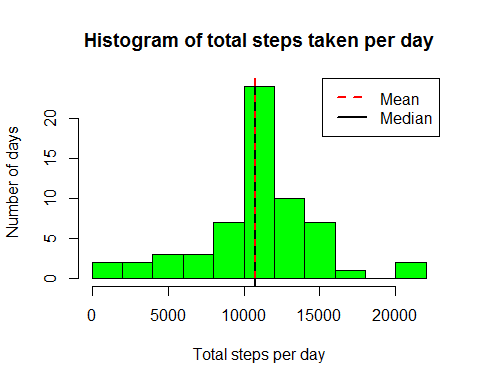 Histogram of total steps taken per day
Mean
Median
Number of days
20
15
10
5
0
0
5000
10000
15000
20000
Total steps per day